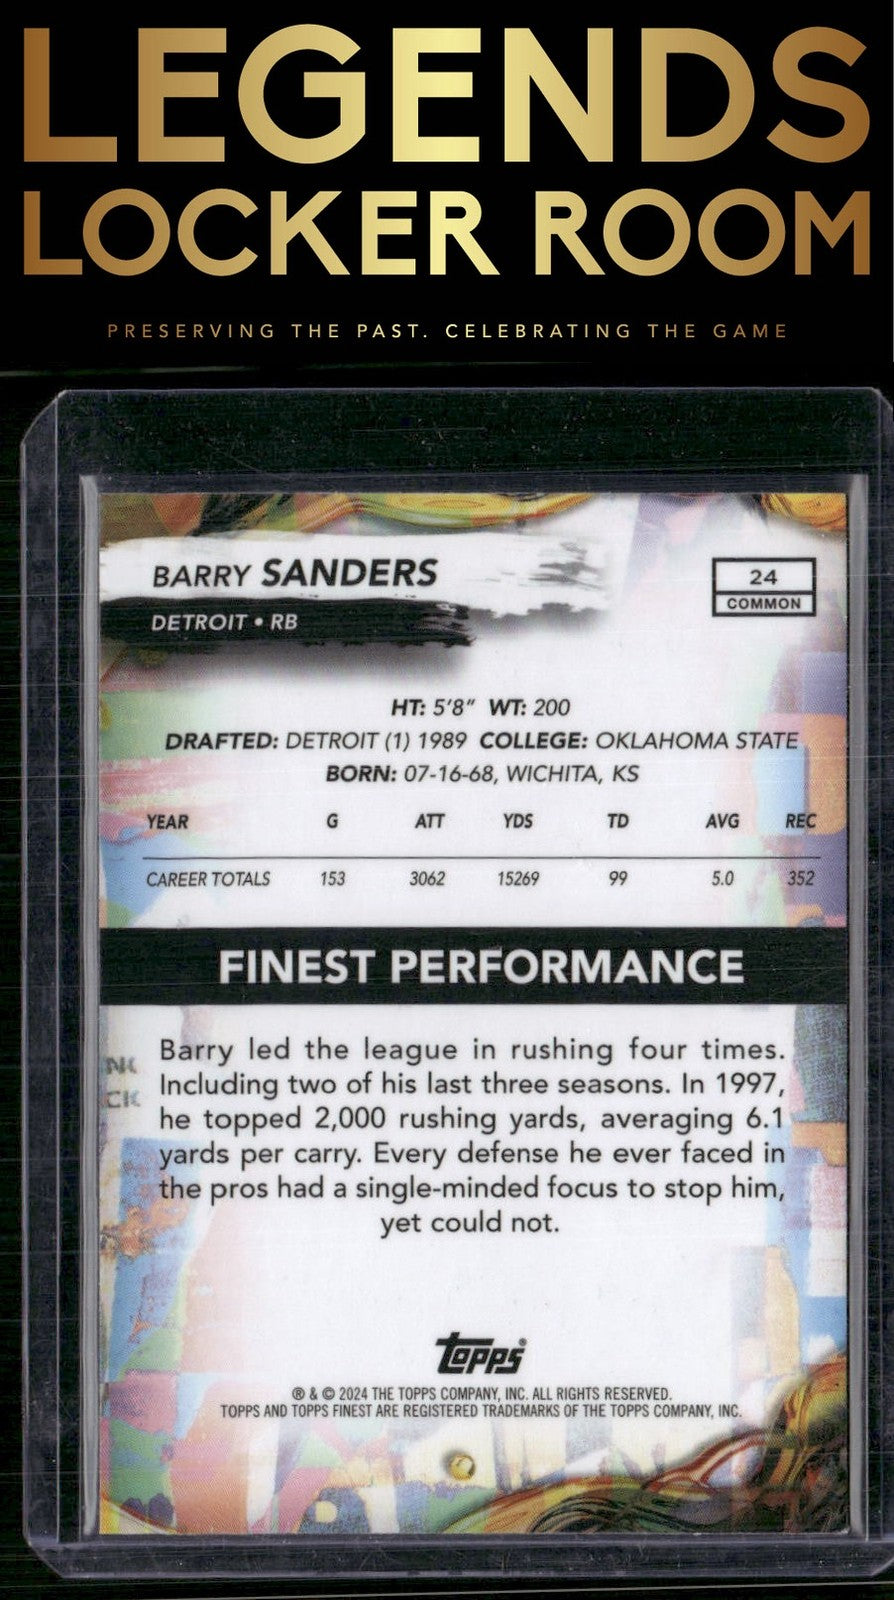 LEGENDS
LOCKER ROOM
PRESERVING THE PAST. CELEBRATING THE GAME
BARRY SANDERS
24
COMMON
DETROIT • RB
HT: 5'8" WT: 200
DRAFTED: DETROIT (1) 1989 COLLEGE: OKLAHOMA STATE
BORN: 07-16-68, WICHITA, KS
YEAR G ATT YDS TD AVG REC
CAREER TOTALS 153 3062 15269 99 5.0 352
FINEST PERFORMANCE
Barry led the league in rushing four times.
Including two of his last three seasons. In 1997,
he topped 2,000 rushing yards, averaging 6.1
yards per carry. Every defense he ever faced in
the pros had a single-minded focus to stop him,
yet could not.
Topps®
® & © 2024 THE TOPPS COMPANY, INC. ALL RIGHTS RESERVED.
TOPPS AND TOPPS FINEST ARE REGISTERED TRADEMARKS OF THE TOPPS COMPANY, INC.